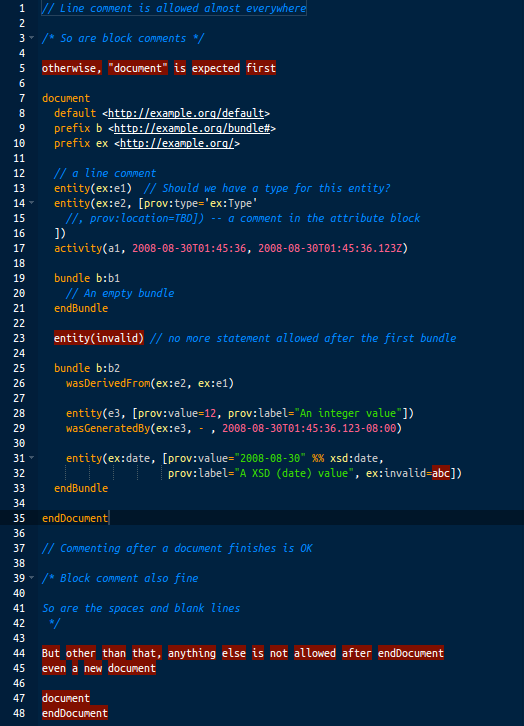 1 // Line comment is allowed almost everywhere
2
3 /* So are block comments */
4
5 otherwise, "document" is expected first
6
7 document
8 default <http://example.org/default>
9 prefix b <http://example.org/bundle#>
10 prefix ex <http://example.org/>
11
12 // a line comment
13 entity(ex:e1) // Should we have a type for this entity?
14 entity(ex:e2, [prov:type='ex:Type'
15 //, prov:location=TBD]) -- a comment in the attribute block
16 ])
17 activity(a1, 2008-08-30T01:45:36, 2008-08-30T01:45:36.123Z)
18
19 bundle b:b1
20 // An empty bundle
21 endBundle
22
23 entity(invalid) // no more statement allowed after the first bundle
24
25 bundle b:b2
26 wasDerivedFrom(ex:e2, ex:e1)
27
28 entity(e3, [prov:value=12, prov:label="An integer value"])
29 wasGeneratedBy(ex:e3, - , 2008-08-30T01:45:36.123-08:00)
30
31 entity(ex:date, [prov:value="2008-08-30" %% xsd:date,
32 prov:label="A XSD (date) value", ex:invalid=abc])
33 endBundle
34
35 endDocument
36
37 // Commenting after a document finishes is OK
38
39 /* Block comment also fine
40
41 So are the spaces and blank lines
42 */
43
44 But other than that, anything else is not allowed after endDocument
45 even a new document
46
47 document
48 endDocument